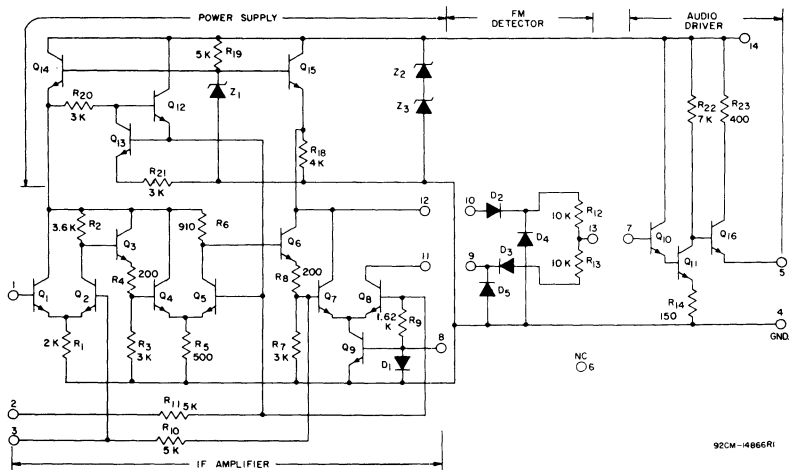 POWER SUPPLY
FM DETECTOR
AUDIO DRIVER
Q14
5K R19
Q15
14
R20
3K
Q12
Z1
Z2
R22
7K
R23
400
Q13
Z3
R18
4K
R21
3K
3.6K R2
Q3
910 R6
12
10 D2
R12
10K
7
Q10
Q16
R4 200
Q6
200
R8
11
D4
13
D3
10K
R13
Q11
5
1
Q1
Q2
Q4
Q5
Q7
Q8
9
D5
1.62 K R9
R14
150
2K R1
R3
3K
R5
500
R7
3K
Q9
8
D1
4
GND.
NC
6
2
R11 5K
3
R10
5K
92CM-14866R1
IF AMPLIFIER